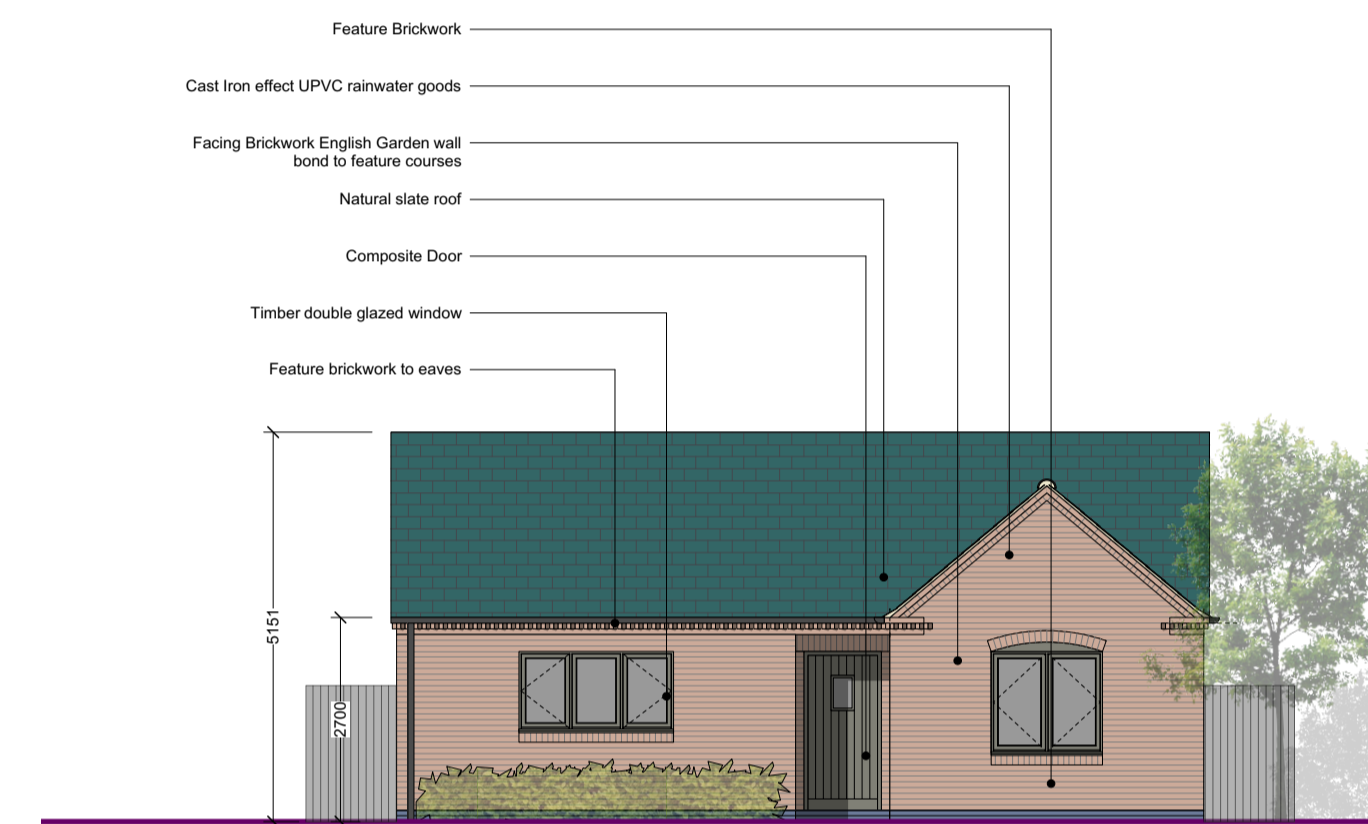 Feature Brickwork
Cast Iron effect UPVC rainwater goods
Facing Brickwork English Garden wall
bond to feature courses
Natural slate roof
Composite Door
Timber double glazed window
Feature brickwork to eaves
5151
2700